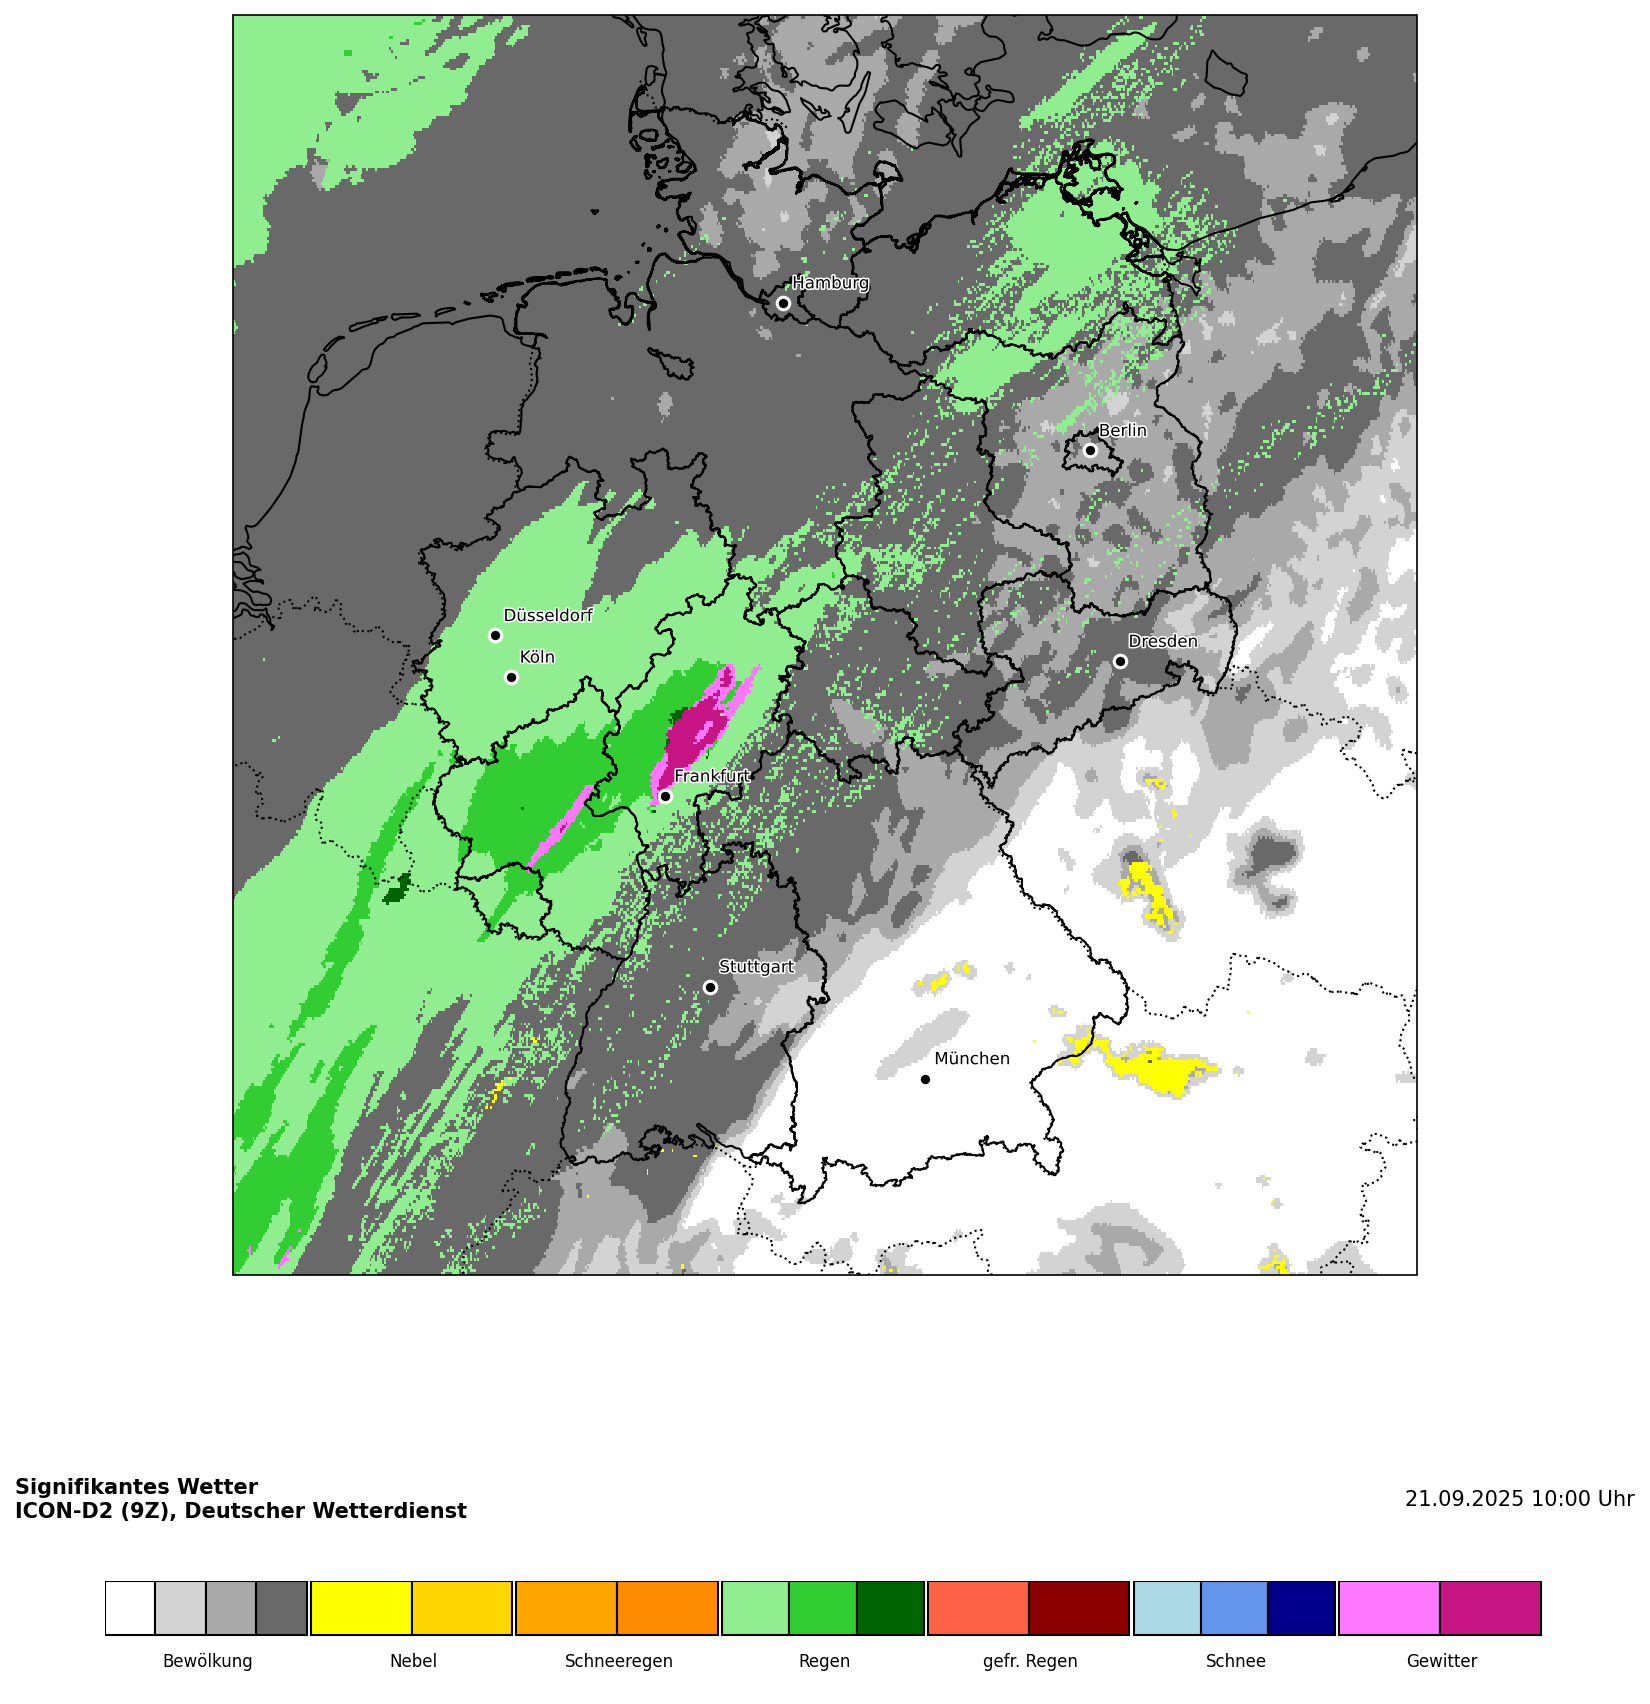 Hamburg
Berlin
Düsseldorf
Köln
Dresden
Frankfurt
Stuttgart
München
Signifikantes Wetter
ICON-D2 (9Z), Deutscher Wetterdienst
21.09.2025 10:00 Uhr
Bewölkung
Nebel
Schneeregen
Regen
gefr. Regen
Schnee
Gewitter